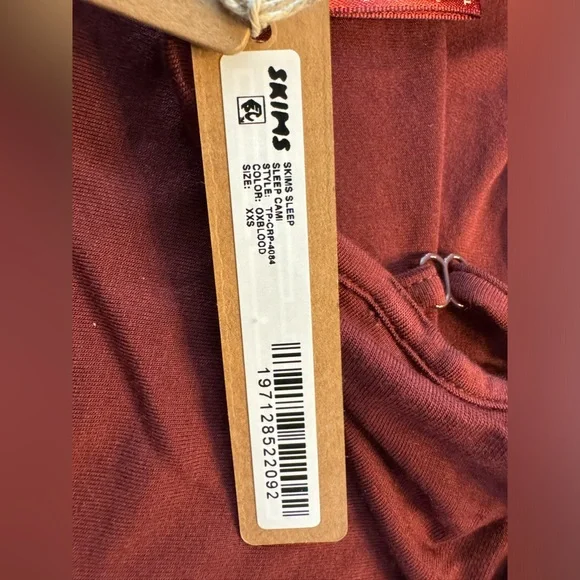 SKIMS
SKIMS SLEEP
SLEEP CAMI
STYLE: TP-CRP-4084
COLOR: OXBLOOD
SIZE: XXS
197128522092